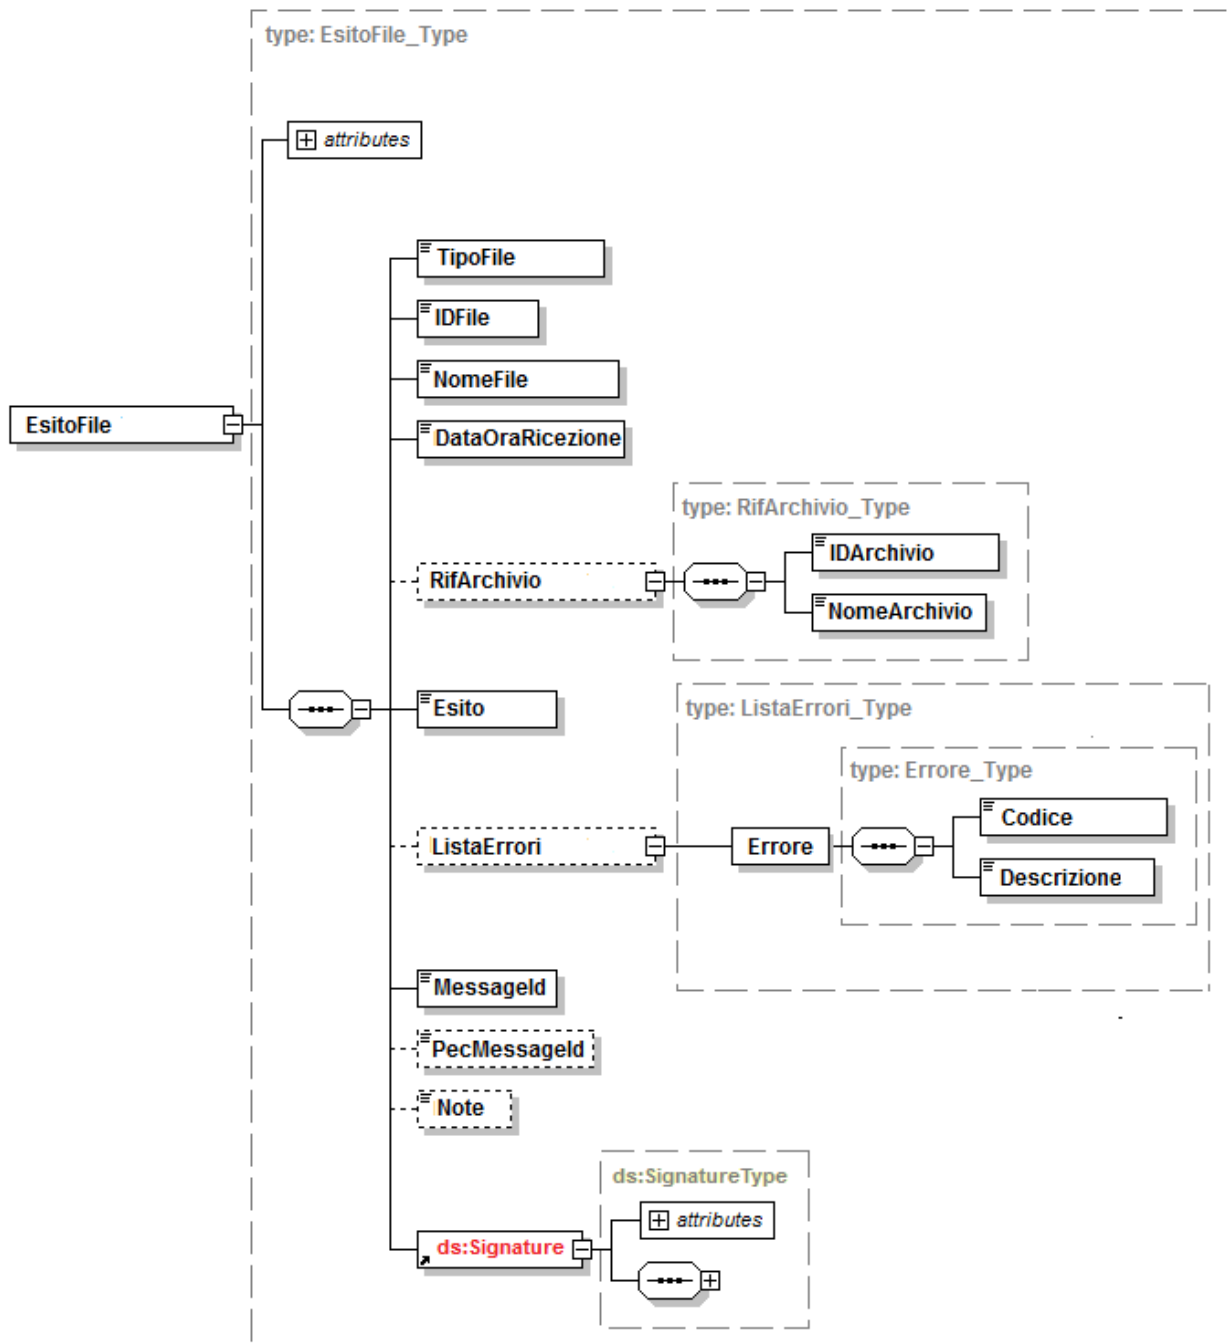 type: EsitoFile_Type
attributes
TipoFile
IDFile
NomeFile
EsitoFile
DataOraRicezione
type: RifArchivio_Type
IDArchivio
RifArchivio
NomeArchivio
Esito
type: ListaErrori_Type
type: Errore_Type
Codice
ListaErrori
Errore
Descrizione
MessageId
PecMessageId
Note
ds:SignatureType
attributes
ds:Signature